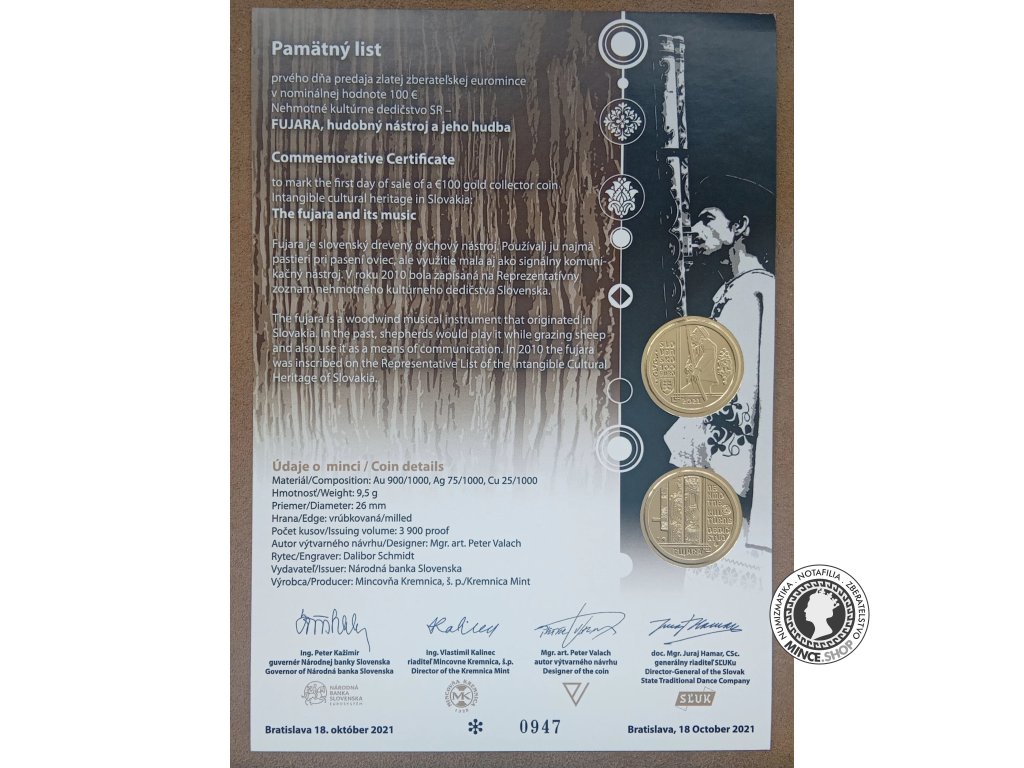 Pamätný list
prvého dňa predaja zlatej zberateľskej euromince
v nominálnej hodnote 100 €
Nehmotné kultúrne dedičstvo SR –
FUJARA, hudobný nástroj a jeho hudba
Commemorative Certificate
to mark the first day of sale of a €100 gold collector coin
Intangible cultural heritage in Slovakia:
The fujara and its music
Fujara je slovenský drevený dychový nástroj. Používali ju najmä
pastieri pri pasení oviec, ale využitie mala aj ako signálny komuni-
kačný nástroj. V roku 2010 bola zapísaná na Reprezentatívny
zoznam nehmotného kultúrneho dedičstva Slovenska.
The fujara is a woodwind musical instrument that originated in
Slovakia. In the past, shepherds would play it while grazing sheep
and also use it as a means of communication. In 2010 the fujara
was inscribed on the Representative List of the Intangible Cultural
Heritage of Slovakia.
2021
FUJARA
Údaje o minci / Coin details
Materiál/Composition: Au 900/1000, Ag 75/1000, Cu 25/1000
Hmotnosť/Weight: 9,5 g
Priemer/Diameter: 26 mm
Hrana/Edge: vrúbkovaná/milled
Počet kusov/Issuing volume: 3 900 proof
Autor výtvarného návrhu/Designer: Mgr. art. Peter Valach
Rytec/Engraver: Dalibor Schmidt
Vydavateľ/Issuer: Národná banka Slovenska
Výrobca/Producer: Mincovňa Kremnica, š. p./Kremnica Mint
Ing. Peter Kažimír
guvernér Národnej banky Slovenska
Governor of Národná banka Slovenska
NÁRODNÁ
BANKA
SLOVENSKA
EUROSYSTÉM
Ing. Vlastimil Kalinec
riaditeľ Mincovne Kremnica, š.p.
Director of the Kremnica Mint
MINCOVŇA KREMNICA
MK
1328
Mgr. art. Peter Valach
autor výtvarného návrhu
Designer of the coin
doc. Mgr. Juraj Hamar, CSc.
generálny riaditeľ SĽUKu
Director-General of the Slovak
State Traditional Dance Company
SĽUK
Bratislava 18. október 2021
0947
Bratislava, 18 October 2021
NUMIZMATIKA . NOTAFILIA . ZBERATELSTVO
MINCE.SHOP